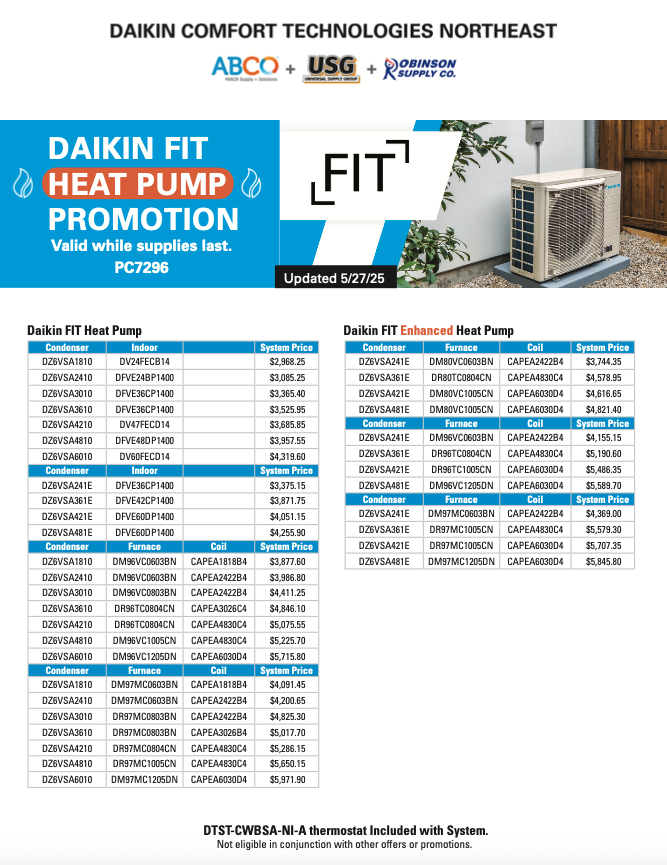 DAIKIN COMFORT TECHNOLOGIES NORTHEAST
ABCO + USG + ROBINSON SUPPLY CO.
HVACR Supply + Solutions
UNIVERSAL SUPPLY GROUP
DAIKIN FIT
HEAT PUMP
PROMOTION
Valid while supplies last.
PC7296
FIT
DAIKIN
Updated 5/27/25
Daikin FIT Heat Pump
Condenser Indoor System Price
DZ6VSA1810 DV24FECB14 $2,968.25
DZ6VSA2410 DFVE24BP1400 $3,085.25
DZ6VSA3010 DFVE36CP1400 $3,365.40
DZ6VSA3610 DFVE36CP1400 $3,525.95
DZ6VSA4210 DV47FECD14 $3,685.85
DZ6VSA4810 DFVE48DP1400 $3,957.55
DZ6VSA6010 DV60FECD14 $4,319.60
Condenser Indoor System Price
DZ6VSA241E DFVE36CP1400 $3,375.15
DZ6VSA361E DFVE42CP1400 $3,871.75
DZ6VSA421E DFVE60DP1400 $4,051.15
DZ6VSA481E DFVE60DP1400 $4,255.90
Condenser Furnace Coil System Price
DZ6VSA1810 DM96VC0603BN CAPEA1818B4 $3,877.60
DZ6VSA2410 DM96VC0603BN CAPEA2422B4 $3,986.80
DZ6VSA3010 DM96VC0803BN CAPEA2422B4 $4,411.25
DZ6VSA3610 DR96TC0804CN CAPEA3026C4 $4,846.10
DZ6VSA4210 DR96TC0804CN CAPEA4830C4 $5,075.55
DZ6VSA4810 DM96VC1005CN CAPEA4830C4 $5,225.70
DZ6VSA6010 DM96VC1205DN CAPEA6030D4 $5,715.80
Condenser Furnace Coil System Price
DZ6VSA1810 DM97MC0603BN CAPEA1818B4 $4,091.45
DZ6VSA2410 DM97MC0603BN CAPEA2422B4 $4,200.65
DZ6VSA3010 DR97MC0803BN CAPEA2422B4 $4,825.30
DZ6VSA3610 DR97MC0803BN CAPEA3026B4 $5,017.70
DZ6VSA4210 DR97MC0804CN CAPEA4830C4 $5,286.15
DZ6VSA4810 DR97MC1005CN CAPEA4830C4 $5,650.15
DZ6VSA6010 DM97MC1205DN CAPEA6030D4 $5,971.90
Daikin FIT Enhanced Heat Pump
Condenser Furnace Coil System Price
DZ6VSA241E DM80VC0603BN CAPEA2422B4 $3,744.35
DZ6VSA361E DR80TC0804CN CAPEA4830C4 $4,578.95
DZ6VSA421E DM80VC1005CN CAPEA6030D4 $4,616.65
DZ6VSA481E DM80VC1005CN CAPEA6030D4 $4,821.40
Condenser Furnace Coil System Price
DZ6VSA241E DM96VC0603BN CAPEA2422B4 $4,155.15
DZ6VSA361E DR96TC0804CN CAPEA4830C4 $5,190.60
DZ6VSA421E DR96TC1005CN CAPEA6030D4 $5,486.35
DZ6VSA481E DM96VC1205DN CAPEA6030D4 $5,589.70
Condenser Furnace Coil System Price
DZ6VSA241E DM97MC0603BN CAPEA2422B4 $4,369.00
DZ6VSA361E DR97MC1005CN CAPEA4830C4 $5,579.30
DZ6VSA421E DR97MC1005CN CAPEA6030D4 $5,707.35
DZ6VSA481E DM97MC1205DN CAPEA6030D4 $5,845.80
DTST-CWBSA-NI-A thermostat Included with System.
Not eligible in conjunction with other offers or promotions.